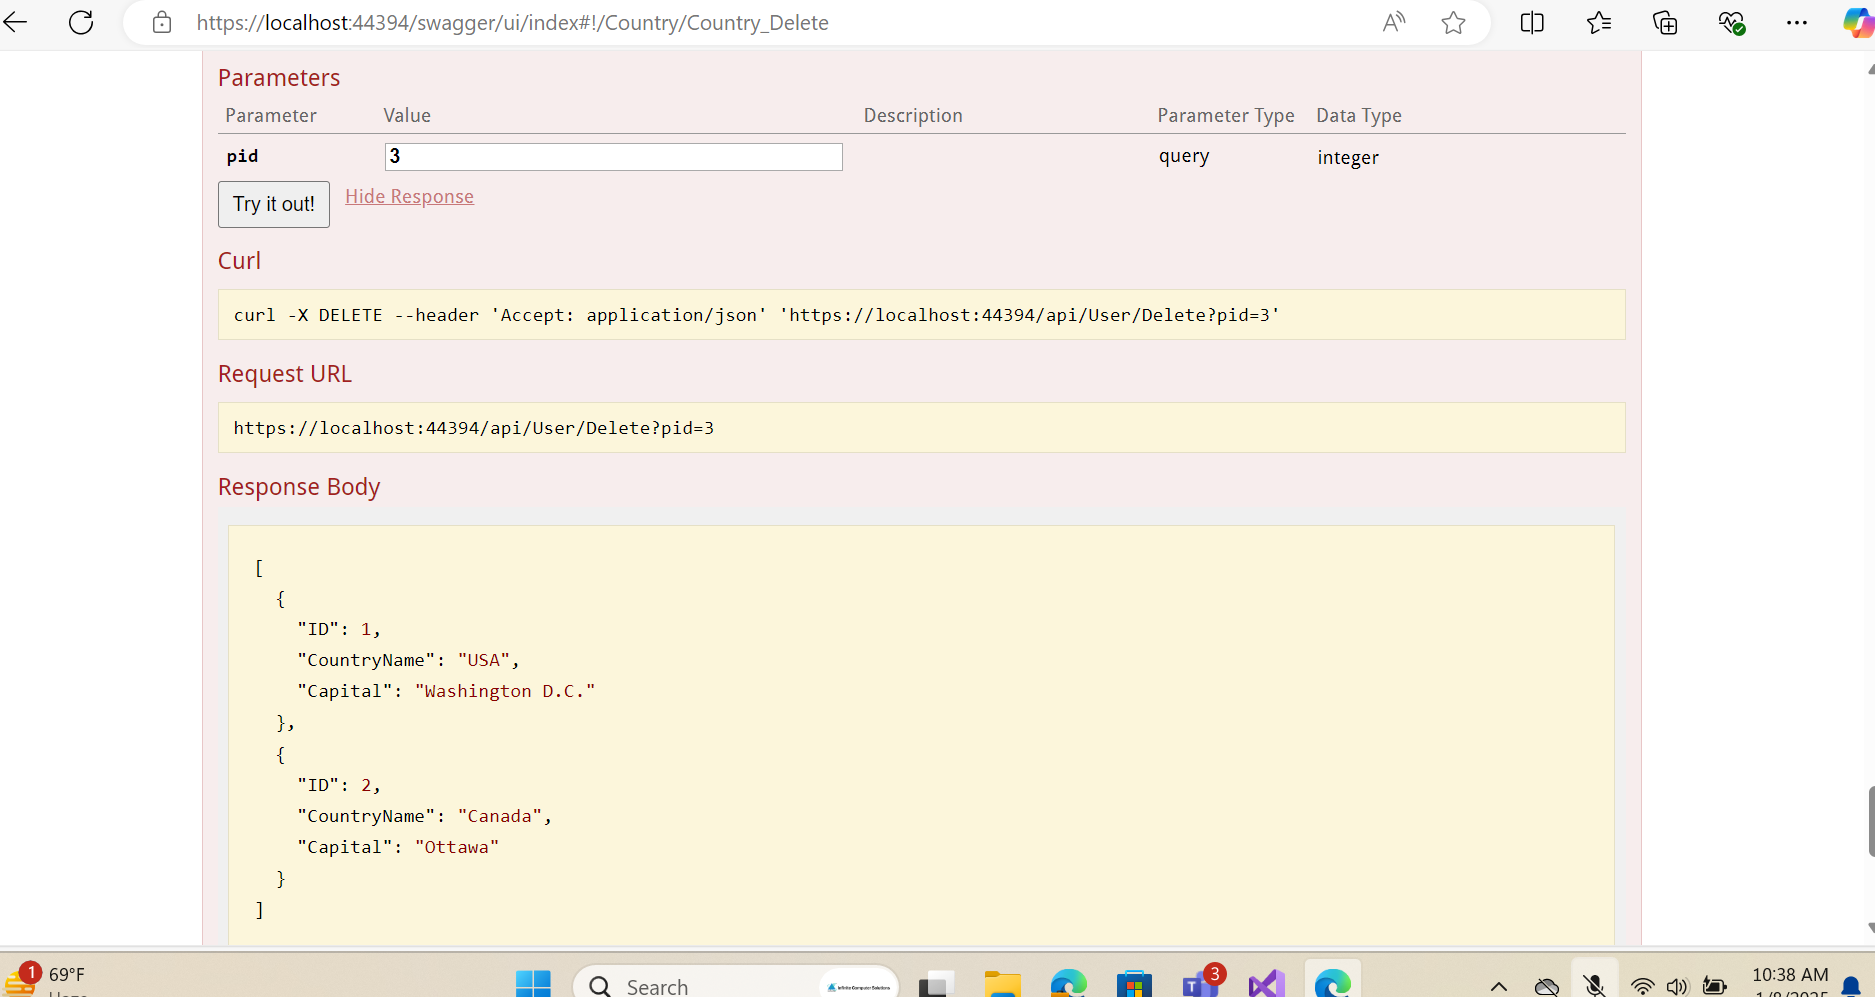 https://localhost:44394/swagger/ui/index#!/Country/Country_Delete
Parameters
Parameter Value Description Parameter Type Data Type
pid 3 query integer
Try it out! Hide Response
Curl
curl -X DELETE --header 'Accept: application/json' 'https://localhost:44394/api/User/Delete?pid=3'
Request URL
https://localhost:44394/api/User/Delete?pid=3
Response Body
[
{
"ID": 1,
"CountryName": "USA",
"Capital": "Washington D.C."
},
{
"ID": 2,
"CountryName": "Canada",
"Capital": "Ottawa"
}
]
1 69°F
Search Infinite Computer Solutions 3 10:38 AM